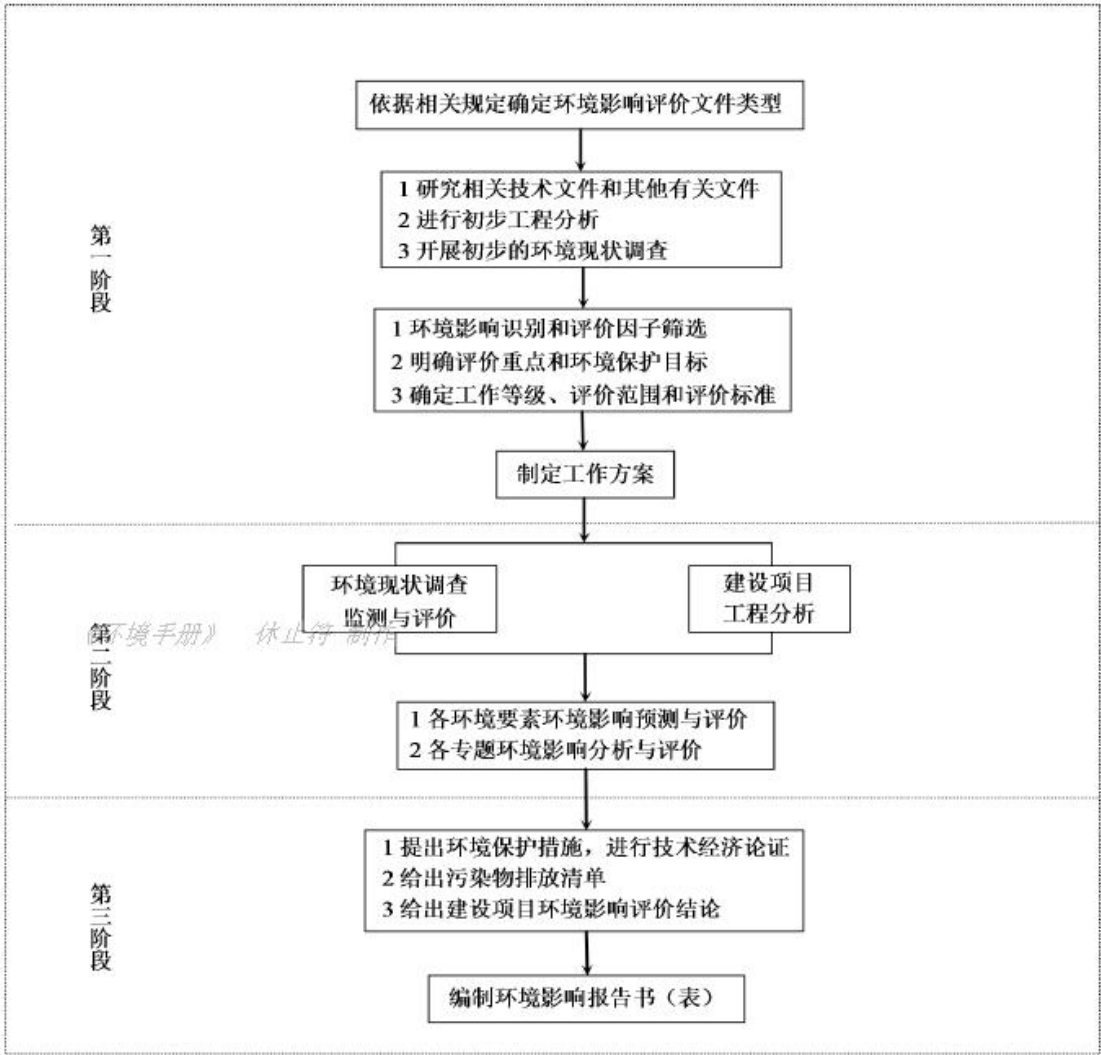 依据相关规定确定环境影响评价文件类型
1 研究相关技术文件和其他有关文件
2 进行初步工程分析
3 开展初步的环境现状调查
第一阶段
1 环境影响识别和评价因子筛选
2 明确评价重点和环境保护目标
3 确定工作等级、评价范围和评价标准
制定工作方案
环境现状调查
监测与评价
建设项目
工程分析
《环境手册》 休止符 制作
第二阶段
1 各环境要素环境影响预测与评价
2 各专题环境影响分析与评价
1 提出环境保护措施，进行技术经济论证
2 给出污染物排放清单
3 给出建设项目环境影响评价结论
第三阶段
编制环境影响报告书（表）